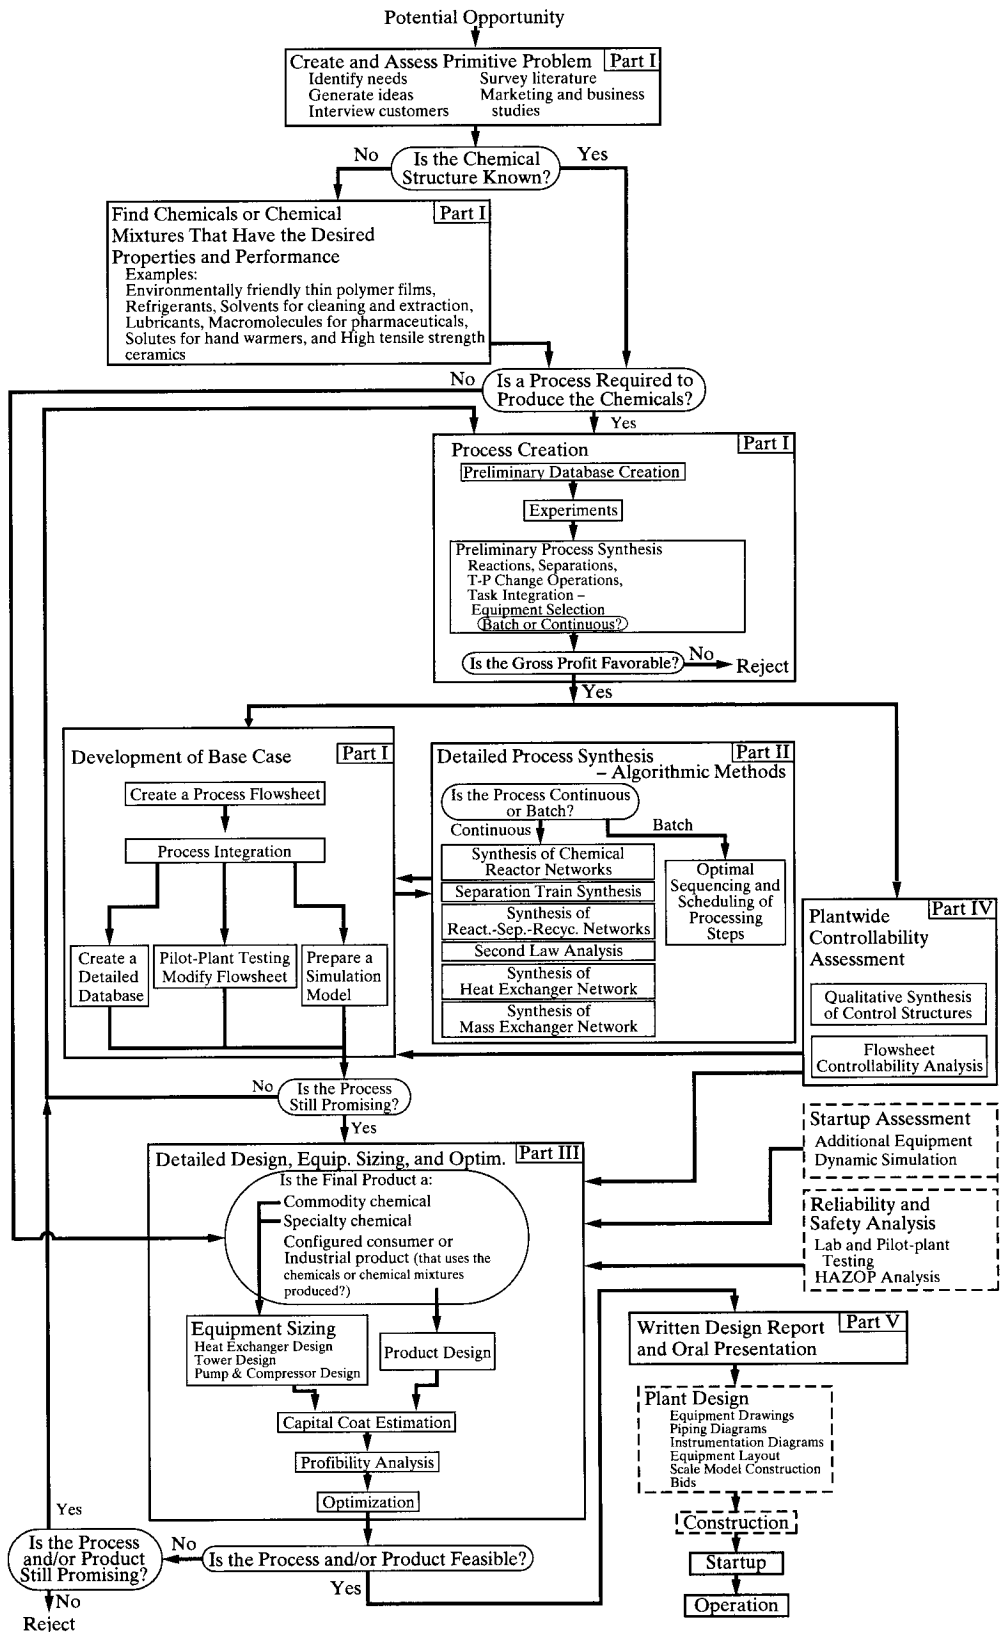 Potential Opportunity
Create and Assess Primitive Problem
Part I
Identify needs
Generate ideas
Interview customers
Survey literature
Marketing and business
studies
No
Is the Chemical
Structure Known?
Yes
Find Chemicals or Chemical
Mixtures That Have the Desired
Properties and Performance
Part I
Examples:
Environmentally friendly thin polymer films,
Refrigerants, Solvents for cleaning and extraction,
Lubricants, Macromolecules for pharmaceuticals,
Solutes for hand warmers, and High tensile strength
ceramics
No
Is a Process Required to
Produce the Chemicals?
Yes
Process Creation
Part I
Preliminary Database Creation
Experiments
Preliminary Process Synthesis
Reactions, Separations,
T-P Change Operations,
Task Integration –
Equipment Selection
Batch or Continuous?
Is the Gross Profit Favorable?
No
Reject
Yes
Development of Base Case
Part I
Create a Process Flowsheet
Process Integration
Create a
Detailed
Database
Pilot-Plant Testing
Modify Flowsheet
Prepare a
Simulation
Model
Detailed Process Synthesis
– Algorithmic Methods
Part II
Is the Process Continuous
or Batch?
Continuous
Batch
Synthesis of Chemical
Reactor Networks
Separation Train Synthesis
Synthesis of
React.-Sep.-Recyc. Networks
Second Law Analysis
Synthesis of
Heat Exchanger Network
Synthesis of
Mass Exchanger Network
Optimal
Sequencing and
Scheduling of
Processing
Steps
Part IV
Plantwide
Controllability
Assessment
Qualitative Synthesis
of Control Structures
Flowsheet
Controllability Analysis
No
Is the Process
Still Promising?
Yes
Startup Assessment
Additional Equipment
Dynamic Simulation
Reliability and
Safety Analysis
Lab and Pilot-plant
Testing
HAZOP Analysis
Detailed Design, Equip. Sizing, and Optim.
Part III
Is the Final Product a:
Commodity chemical
Specialty chemical
Configured consumer or
Industrial product (that uses the
chemicals or chemical mixtures
produced?)
Equipment Sizing
Heat Exchanger Design
Tower Design
Pump & Compressor Design
Product Design
Capital Coat Estimation
Profibility Analysis
Optimization
Written Design Report
and Oral Presentation
Part V
Plant Design
Equipment Drawings
Piping Diagrams
Instrumentation Diagrams
Equipment Layout
Scale Model Construction
Bids
Construction
Startup
Operation
Yes
Is the Process
and/or Product
Still Promising?
No
Is the Process and/or Product Feasible?
Yes
No
Reject